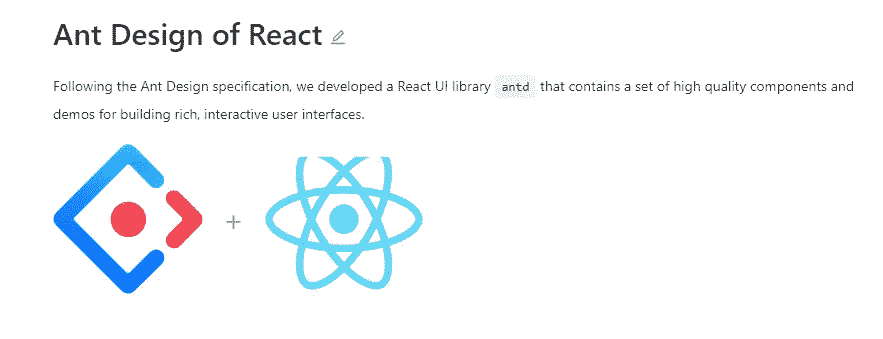 Ant Design of React
Following the Ant Design specification, we developed a React UI library antd that contains a set of high quality components and
demos for building rich, interactive user interfaces.
+